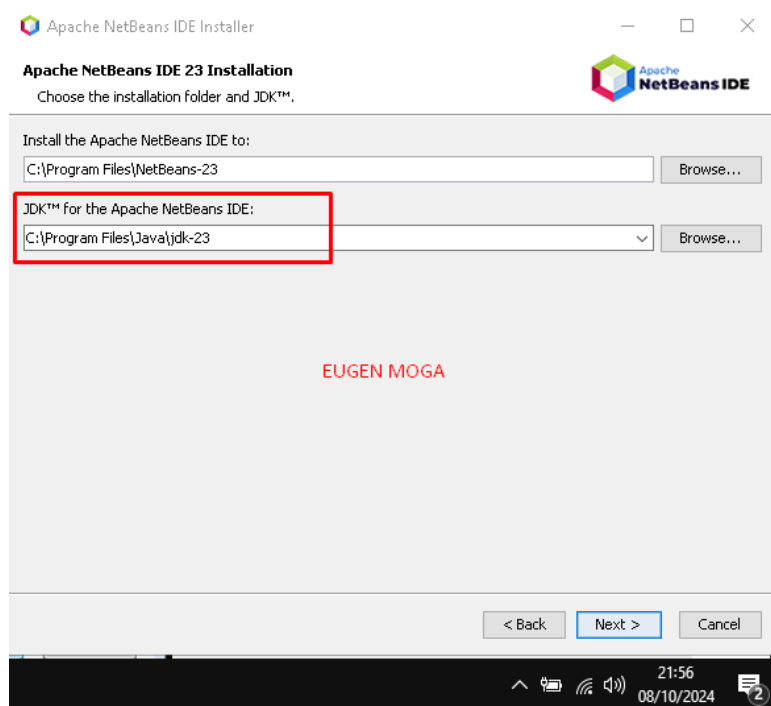 Apache NetBeans IDE Installer
Apache NetBeans IDE 23 Installation
Choose the installation folder and JDK™.
Apache
NetBeans IDE
Install the Apache NetBeans IDE to:
C:\Program Files\NetBeans-23
Browse...
JDK™ for the Apache NetBeans IDE:
C:\Program Files\Java\jdk-23
Browse...
EUGEN MOGA
< Back
Next >
Cancel
21:56
08/10/2024
2